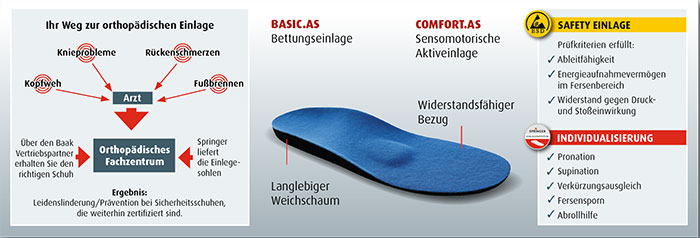 Ihr Weg zur orthopädischen Einlage
Knieprobleme
Rückenschmerzen
Kopfweh
Fußbrennen
Arzt
Über den Baak
Vertriebspartner
erhalten Sie den
richtigen Schuh
Orthopädisches
Fachzentrum
Springer
liefert
die Einlege-
sohlen
Ergebnis:
Leidenslinderung/Prävention bei Sicherheitsschuhen,
die weiterhin zertifiziert sind.
BASIC.AS
Bettungseinlage
COMFORT.AS
Sensomotorische
Aktiveinlage
Widerstandsfähiger
Bezug
Langlebiger
Weichschaum
ESD
SAFETY EINLAGE
Prüfkriterien erfüllt:
✓ Ableitfähigkeit
✓ Energieaufnahmevermögen
im Fersenbereich
✓ Widerstand gegen Druck-
und Stoßeinwirkung
SPRINGER
INDIVIDUALISIERUNG
✓ Pronation
✓ Supination
✓ Verkürzungsausgleich
✓ Fersensporn
✓ Abrollhilfe